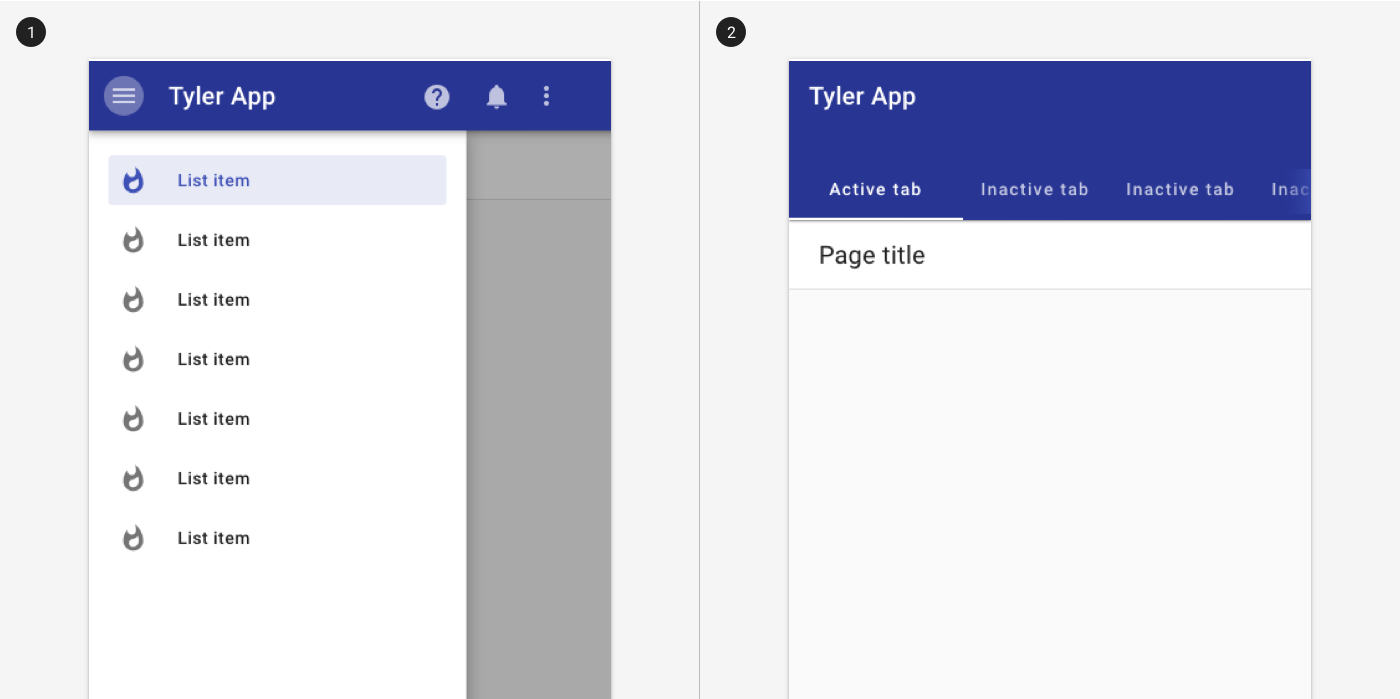 1
Tyler App
List item
List item
List item
List item
List item
List item
List item
2
Tyler App
Active tab Inactive tab Inactive tab Inac
Page title